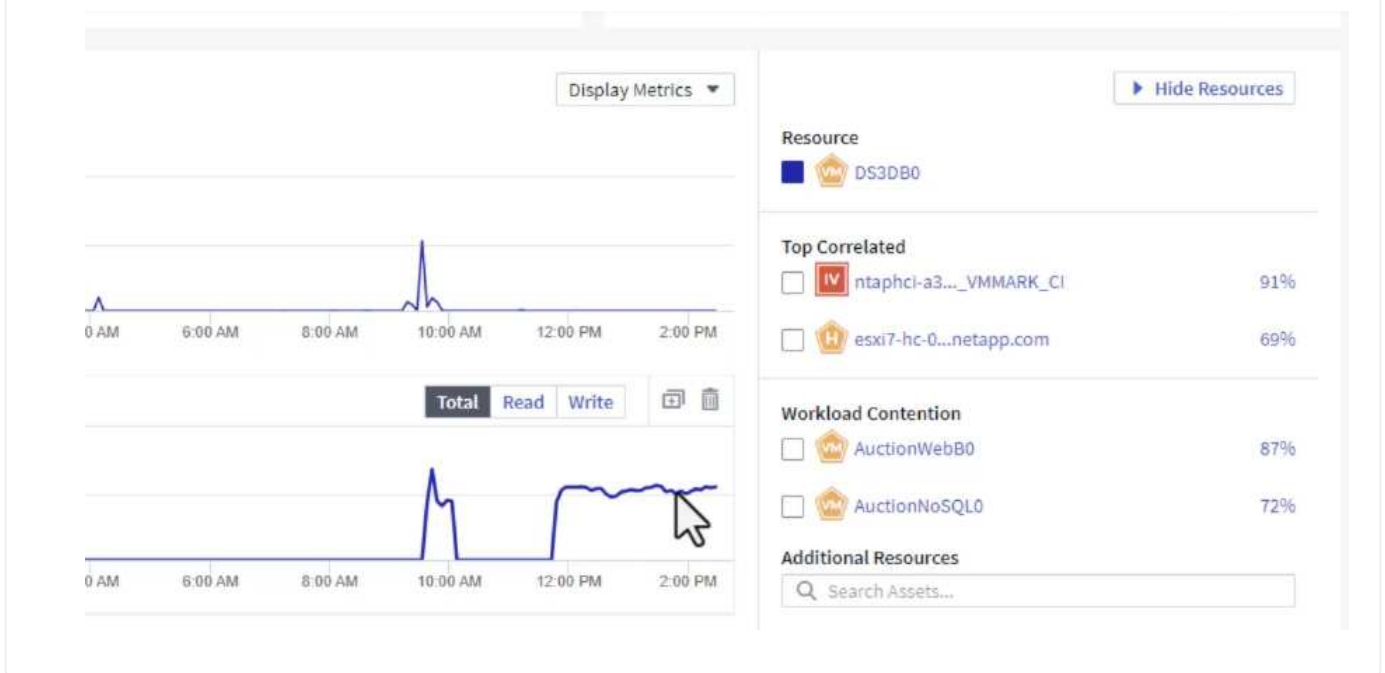 Display Metrics
Hide Resources
Resource
VM DS3DB0
Top Correlated
IV ntaphci-a3..._VMMARK_CI 91%
H esxi7-hc-0...netapp.com 69%
0 AM 6:00 AM 8:00 AM 10:00 AM 12:00 PM 2:00 PM
Total Read Write
Workload Contention
VM AuctionWebB0 87%
VM AuctionNoSQL0 72%
Additional Resources
Search Assets...
0 AM 6:00 AM 8:00 AM 10:00 AM 12:00 PM 2:00 PM